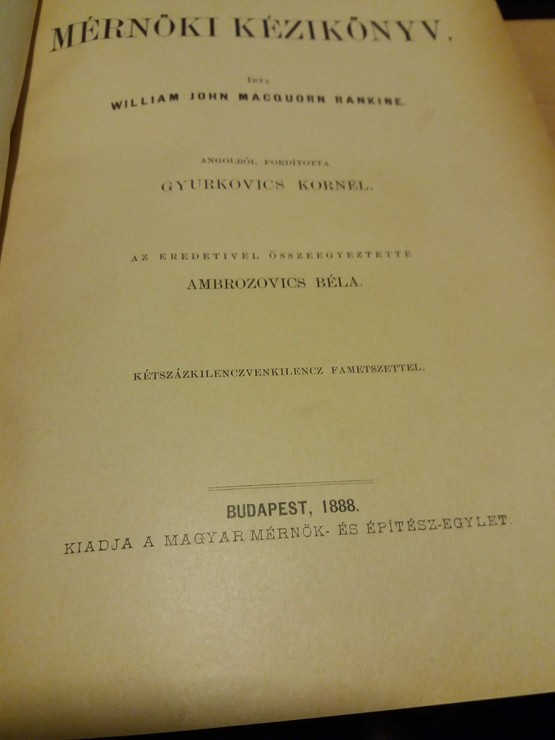 MÉRNÖKI KÉZIKÖNYV.
IRTA
WILLIAM JOHN MACQUORN RANKINE.
ANGOLBÓL FORDÍTOTTA
GYURKOVICS KORNÉL.
AZ EREDETIVEL ÖSSZEEGYEZTETTE
AMBROZOVICS BÉLA.
KÉTSZÁZKILENCZVENKILENCZ FAMETSZETTEL.
BUDAPEST, 1888.
KIADJA A MAGYAR MÉRNÖK- ÉS ÉPÍTÉSZ-EGYLET.